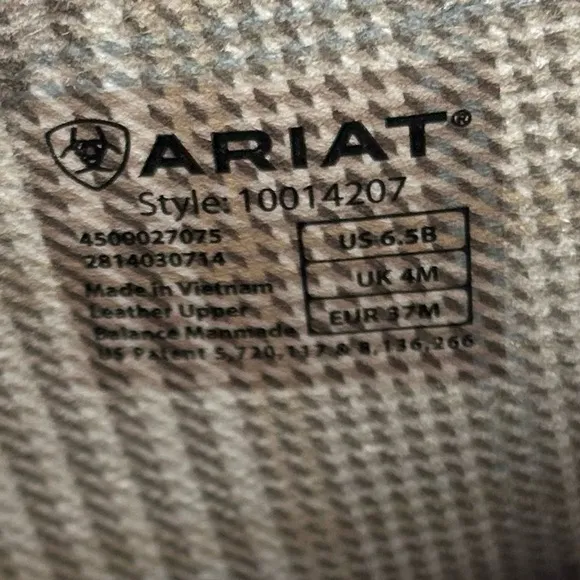 ARIAT®
Style: 10014207
4500027075
2814030714
Made in Vietnam
Leather Upper
Balance Manmade
US Patent 5,720,117 & 8,136,266
US 6.5B
UK 4M
EUR 37M